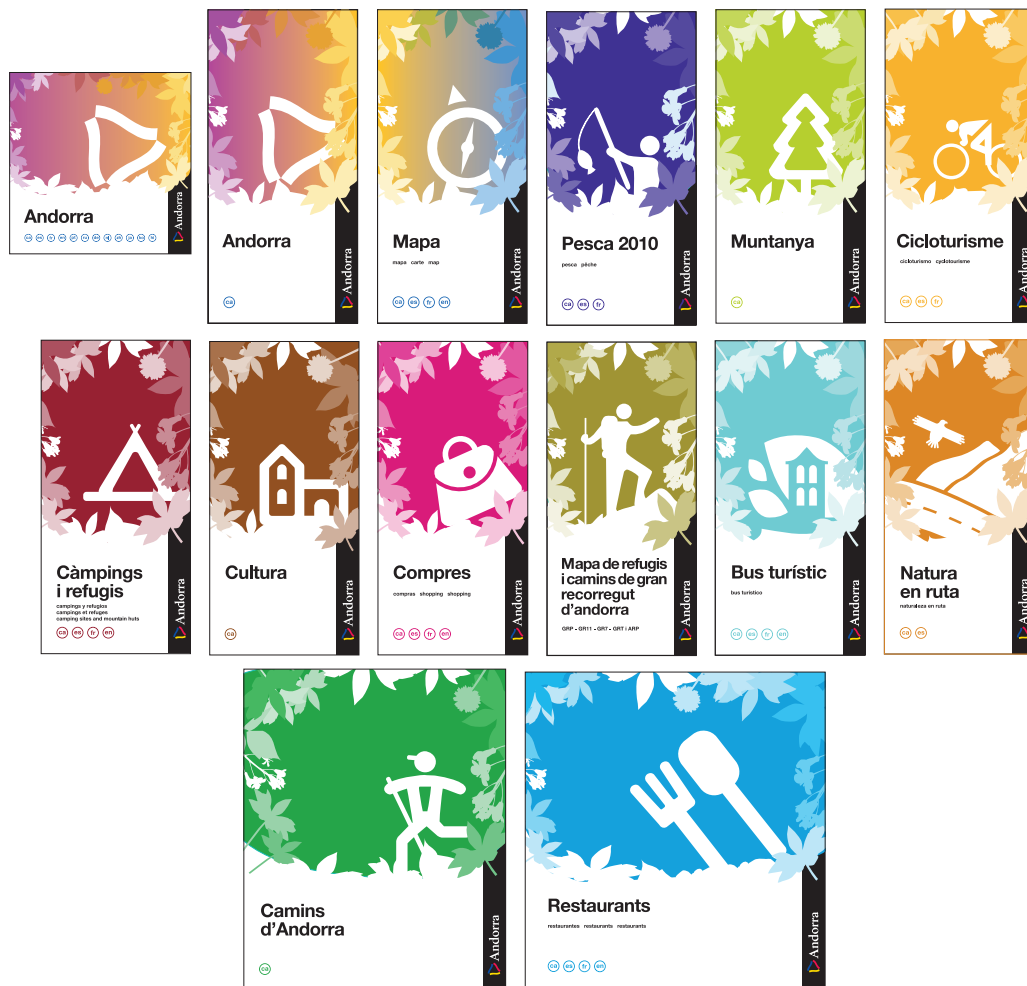 Andorra
Andorra
Andorra
ca
Andorra
Mapa
mapa carte map
ca es fr en
Andorra
Pesca 2010
pesca pêche
ca es fr
Andorra
Muntanya
ca
Andorra
Cicloturisme
cicloturismo cyclotourisme
ca es fr
Andorra
Càmpings
i refugis
campings y refugios
campings et refuges
camping sites and mountain huts
ca es fr en
Andorra
Cultura
ca
Andorra
Compres
compras shopping shopping
ca es fr en
Andorra
Mapa de refugis
i camins de gran
recorregut
d'andorra
GRP - GR11 - GR7 - GRT i ARP
Andorra
Bus turístic
bus turístico
ca es fr en
Andorra
Natura
en ruta
naturaleza en ruta
ca es
Andorra
Camins
d'Andorra
ca
Andorra
Restaurants
restaurantes restaurants restaurants
ca es fr en
Andorra